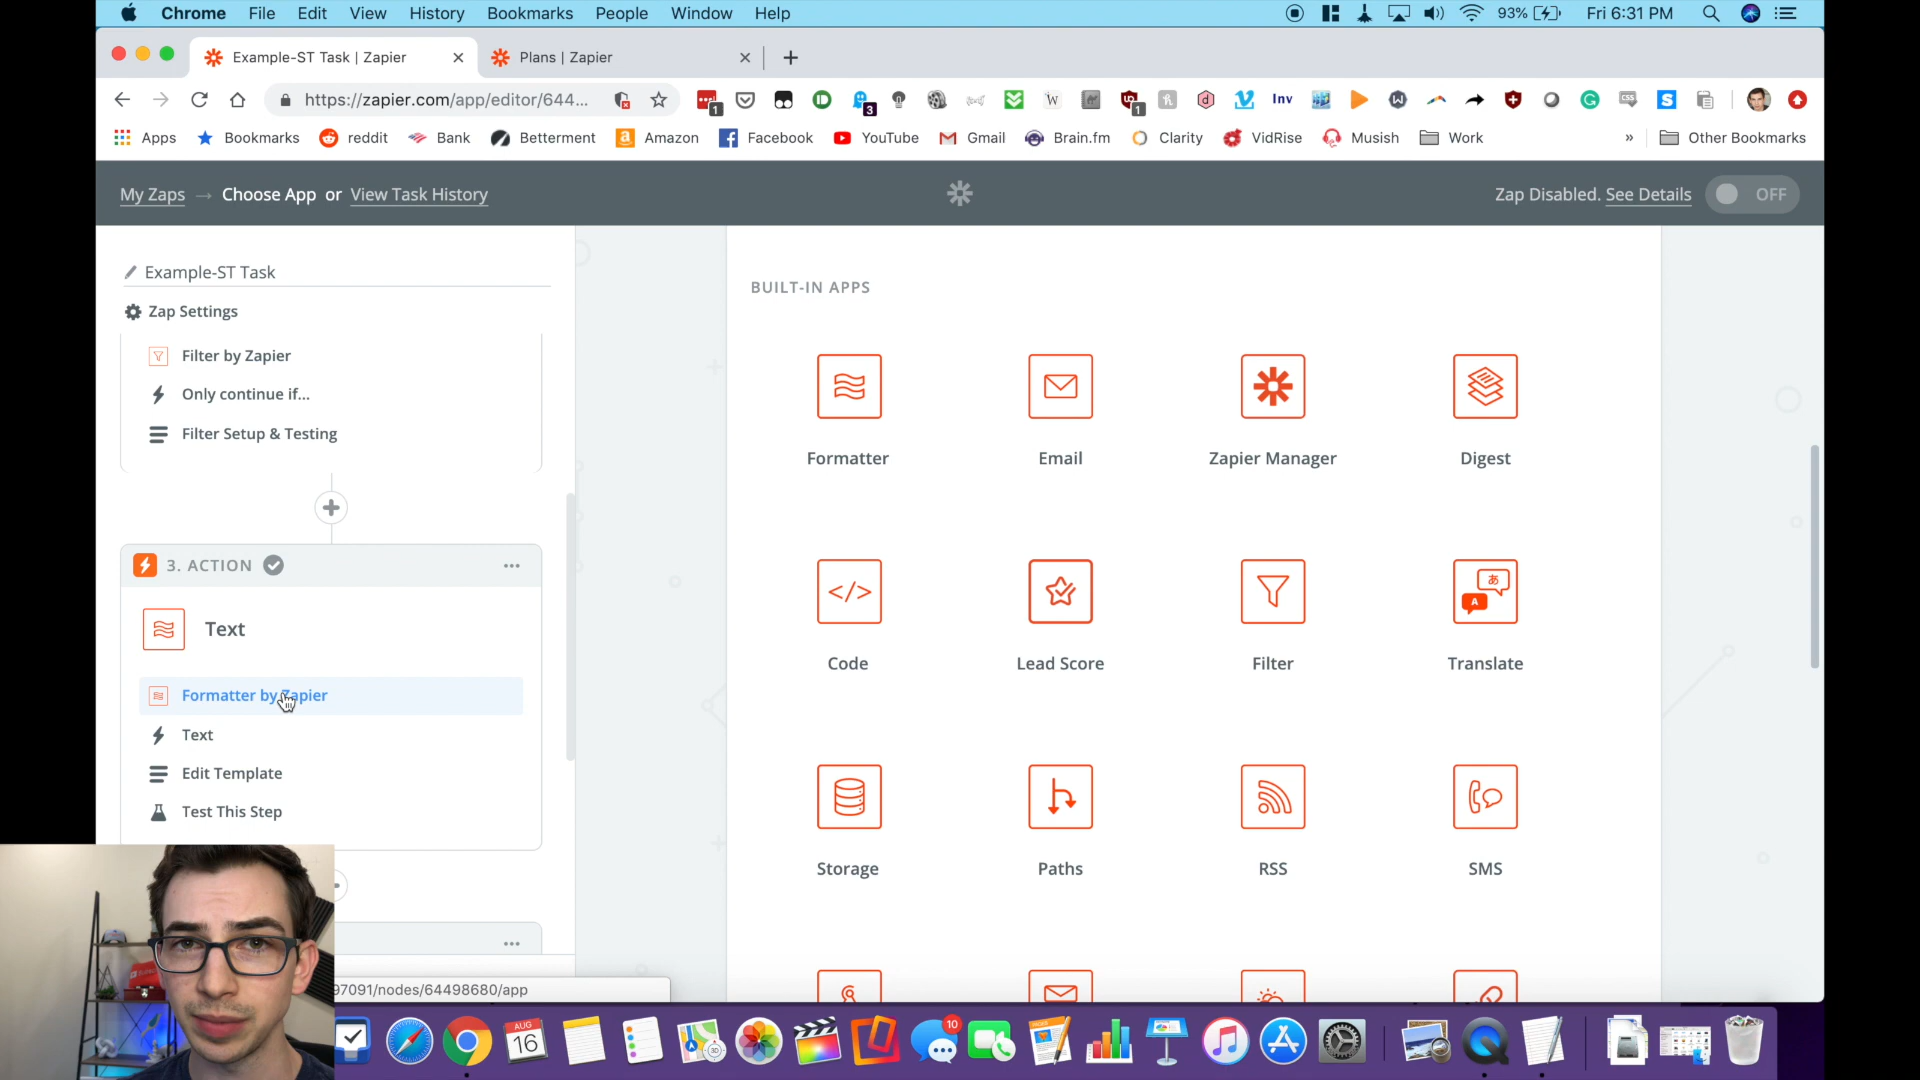 Chrome File Edit View History Bookmarks People Window Help
93% Fri 6:31 PM
Example-ST Task | Zapier
Plans | Zapier
https://zapier.com/app/editor/644...
1
3
W
1
Inv
CSS
Apps Bookmarks reddit Bank Betterment Amazon Facebook YouTube Gmail Brain.fm Clarity VidRise Musish Work » Other Bookmarks
My Zaps → Choose App or View Task History
Zap Disabled. See Details OFF
Example-ST Task
Zap Settings
Filter by Zapier
Only continue if...
Filter Setup & Testing
3. ACTION
Text
Formatter by Zapier
Text
Edit Template
Test This Step
BUILT-IN APPS
Formatter Email Zapier Manager Digest
Code Lead Score Filter Translate
Storage Paths RSS SMS
97091/nodes/64498680/app
AUG
16
10